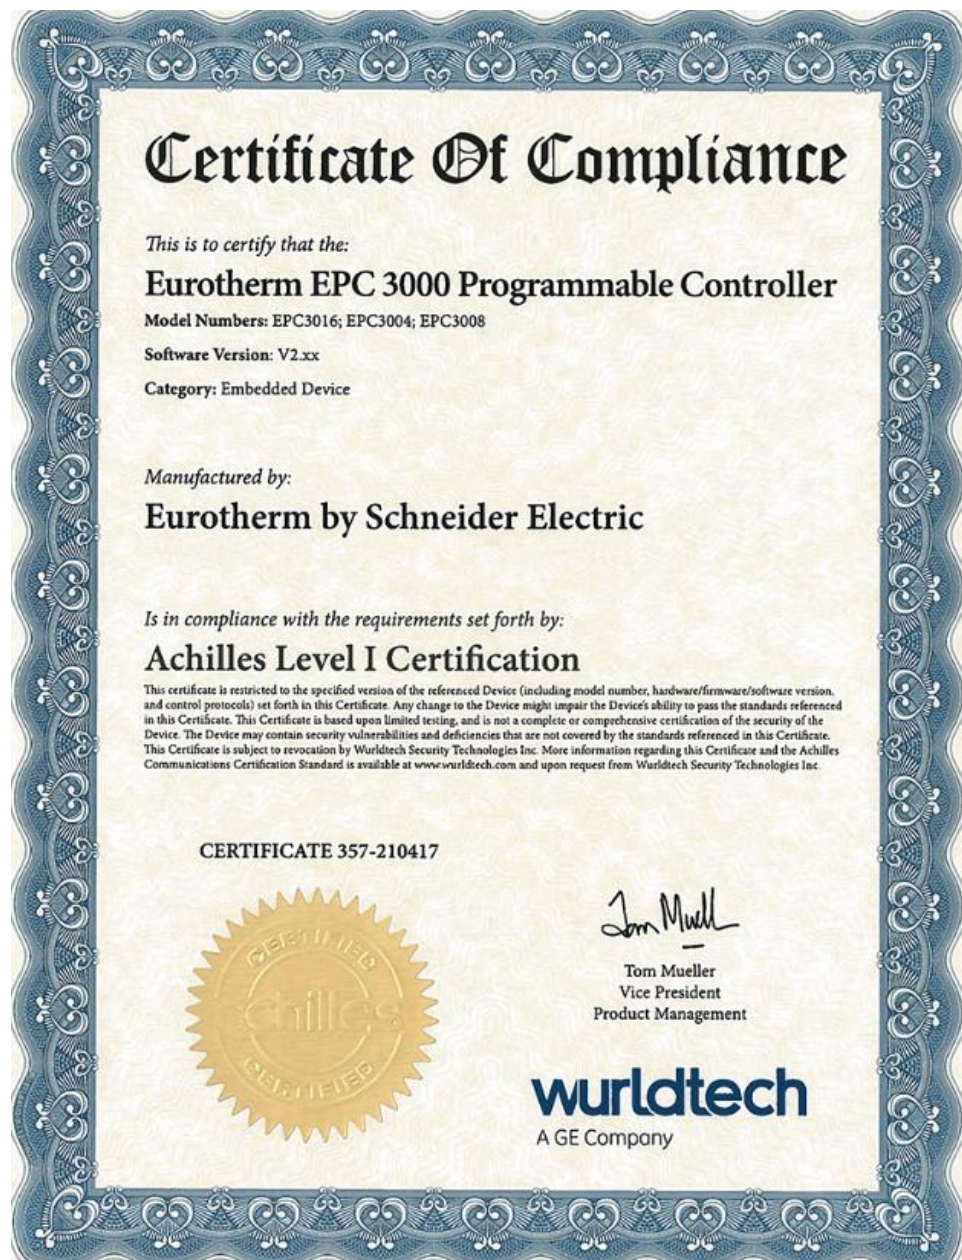 Certificate Of Compliance
This is to certify that the:
Eurotherm EPC 3000 Programmable Controller
Model Numbers: EPC3016; EPC3004; EPC3008
Software Version: V2.xx
Category: Embedded Device
Manufactured by:
Eurotherm by Schneider Electric
Is in compliance with the requirements set forth by:
Achilles Level I Certification
This certificate is restricted to the specified version of the referenced Device (including model number, hardware/firmware/software version,
and control protocols) set forth in this Certificate. Any change to the Device might impair the Device's ability to pass the standards referenced
in this Certificate. This Certificate is based upon limited testing, and is not a complete or comprehensive certification of the security of the
Device. The Device may contain security vulnerabilities and deficiencies that are not covered by the standards referenced in this Certificate.
This Certificate is subject to revocation by Wurldtech Security Technologies Inc. More information regarding this Certificate and the Achilles
Communications Certification Standard is available at www.wurldtech.com and upon request from Wurldtech Security Technologies Inc.
CERTIFICATE 357-210417
CERTIFIED
achilles
CERTIFIED
Tom Muell
Tom Mueller
Vice President
Product Management
wurldtech
A GE Company